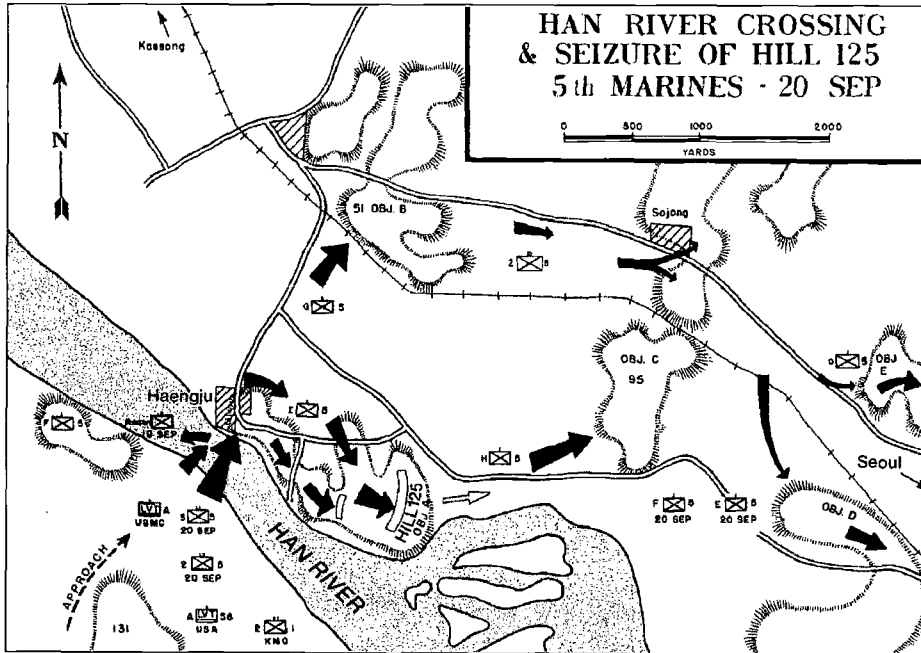 HAN RIVER CROSSING
& SEIZURE OF HILL 125
5th MARINES - 20 SEP
0 500 1000 2000
YARDS
Kaesong
N
51 OBJ. B
Sojong
2 5
G 5
OBJ. C
95
D 5
OBJ
E
Haengju
I 5
F 5
19 SEP
H 5
Seoul
HILL 125
OBJ. A
F 5
20 SEP
E 5
20 SEP
OBJ. D
LVT A
USMC
3 5
20 SEP
HAN RIVER
APPROACH
2 5
20 SEP
A LVT 56
USA
131
2 1
KMC